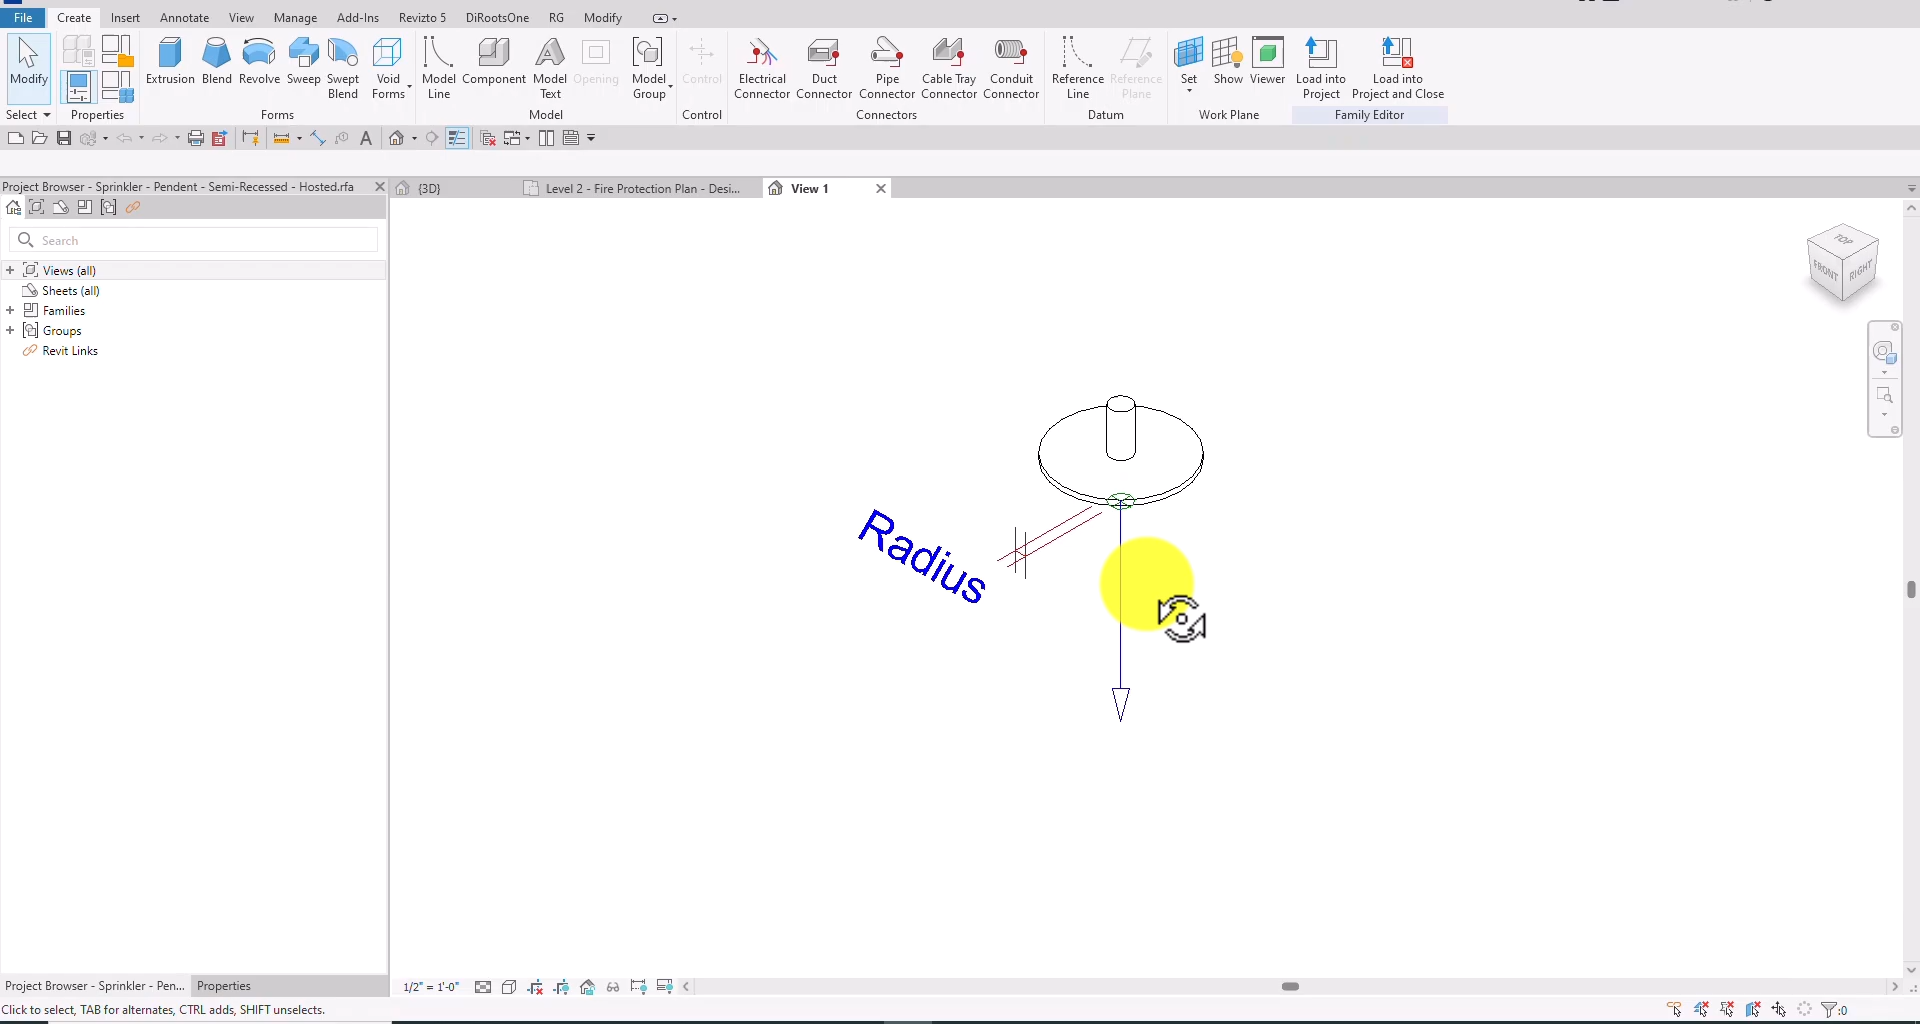 File Create Insert Annotate View Manage Add-Ins Revizto 5 DiRootsOne RG Modify
Modify Extrusion Blend Revolve Sweep Swept Blend Void Forms Model Line Component Model Text Opening Model Group Control Electrical Connector Duct Connector Pipe Connector Cable Tray Connector Conduit Connector Reference Line Reference Plane Set Show Viewer Load into Project Load into Project and Close
Select Properties Forms Model Control Connectors Datum Work Plane Family Editor
Project Browser - Sprinkler - Pendent - Semi-Recessed - Hosted.rfa
{3D} Level 2 - Fire Protection Plan - Desi... View 1
Search
Views (all)
Sheets (all)
Families
Groups
Revit Links
TOP
FRONT RIGHT
Radius
Project Browser - Sprinkler - Pen... Properties
1/2" = 1'-0"
Click to select, TAB for alternates, CTRL adds, SHIFT unselects.
:0